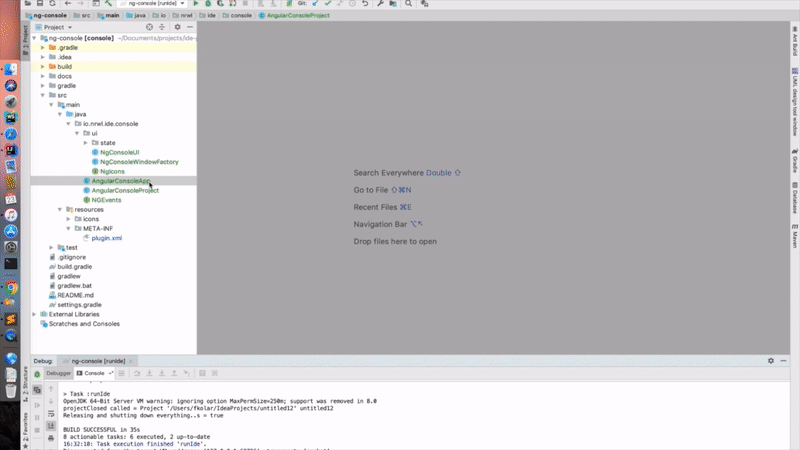 ng-console [runIde]
Git:
ng-console
src
main
java
io
nrwl
ide
console
AngularConsoleProject
Project
ng-console [console] ~/Documents/projects/ide-
.gradle
.idea
build
docs
gradle
src
main
java
io.nrwl.ide.console
ui
state
NgConsoleUI
NgConsoleWindowFactory
NgIcons
AngularConsoleApp
AngularConsoleProject
NGEvents
resources
icons
META-INF
plugin.xml
test
.gitignore
build.gradle
gradlew
gradlew.bat
README.md
settings.gradle
External Libraries
Scratches and Consoles
Search Everywhere Double ⇧
Go to File ⇧⌘N
Recent Files ⌘E
Navigation Bar ⌥↖
Drop files here to open
1: Project
Z: Structure
2: Favorites
Ant Build
UML design tool window
Gradle
Database
Maven
Debug: ng-console [runIde]
Debugger Console
> Task :runIde
OpenJDK 64-Bit Server VM warning: ignoring option MaxPermSize=250m; support was removed in 8.0
projectClosed called = Project '/Users/fkolar/IdeaProjects/untitled12' untitled12
Releasing and shutting down everything..s = true
BUILD SUCCESSFUL in 35s
8 actionable tasks: 6 executed, 2 up-to-date
16:32:10: Task execution finished 'runIde'.